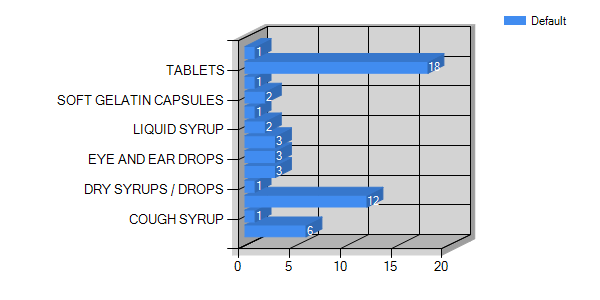 Default
1
TABLETS 18
1
SOFT GELATIN CAPSULES 2
1
LIQUID SYRUP 2
3
EYE AND EAR DROPS 3
3
DRY SYRUPS / DROPS 1
12
COUGH SYRUP 1
6
0 5 10 15 20